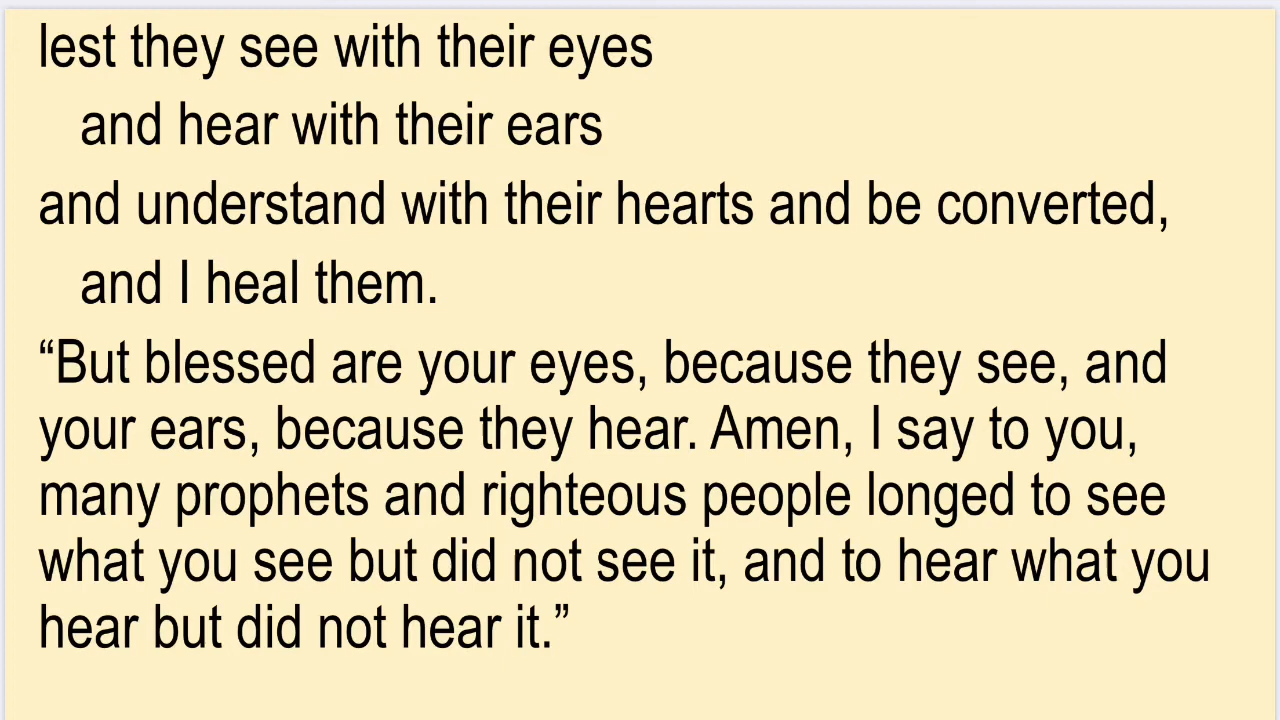 lest they see with their eyes
and hear with their ears
and understand with their hearts and be converted,
and I heal them.
“But blessed are your eyes, because they see, and
your ears, because they hear. Amen, I say to you,
many prophets and righteous people longed to see
what you see but did not see it, and to hear what you
hear but did not hear it.”